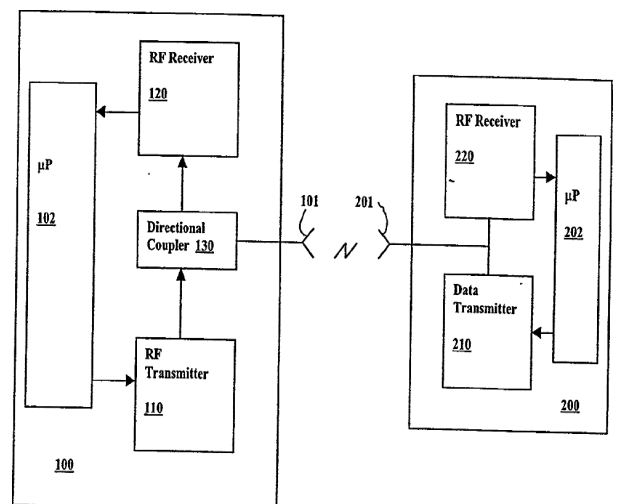 RF Receiver
120
µP
102
Directional
Coupler 130
RF
Transmitter
110
100
101
201
RF Receiver
220
µP
202
Data
Transmitter
210
200